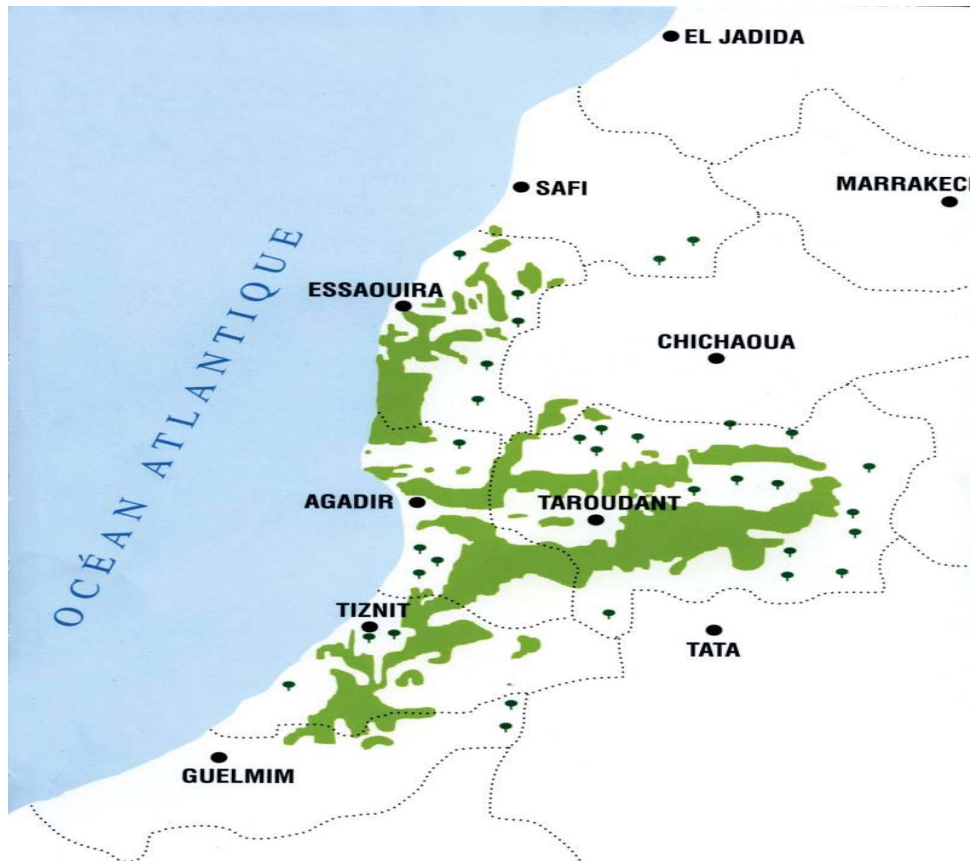 EL JADIDA
SAFI
MARRAKECH
ESSAOUIRA
CHICHAOUA
OCÉAN ATLANTIQUE
AGADIR
TAROUDANT
TIZNIT
TATA
GUELMIM